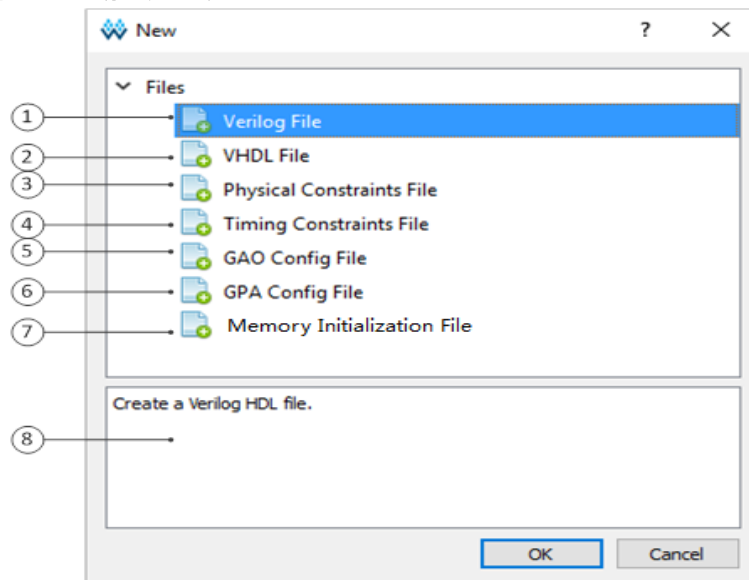 New ? ×
Files
① Verilog File
② VHDL File
③ Physical Constraints File
④ Timing Constraints File
⑤ GAO Config File
⑥ GPA Config File
⑦ Memory Initialization File
Create a Verilog HDL file.
⑧
OK Cancel